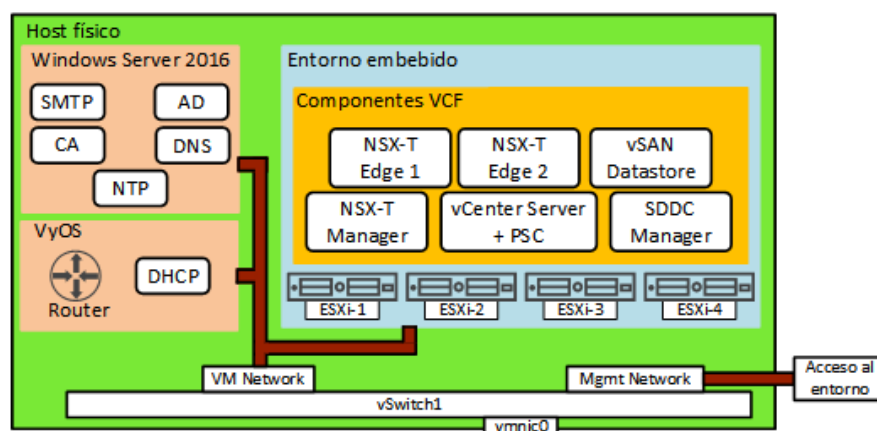 Host físico
Windows Server 2016
SMTP
AD
CA
DNS
NTP
VyOS
Router
DHCP
Entorno embebido
Componentes VCF
NSX-T
Edge 1
NSX-T
Edge 2
vSAN
Datastore
NSX-T
Manager
vCenter Server
+ PSC
SDDC
Manager
ESXi-1
ESXi-2
ESXi-3
ESXi-4
VM Network
Mgmt Network
Acceso al
entorno
vSwitch1
vmnic0